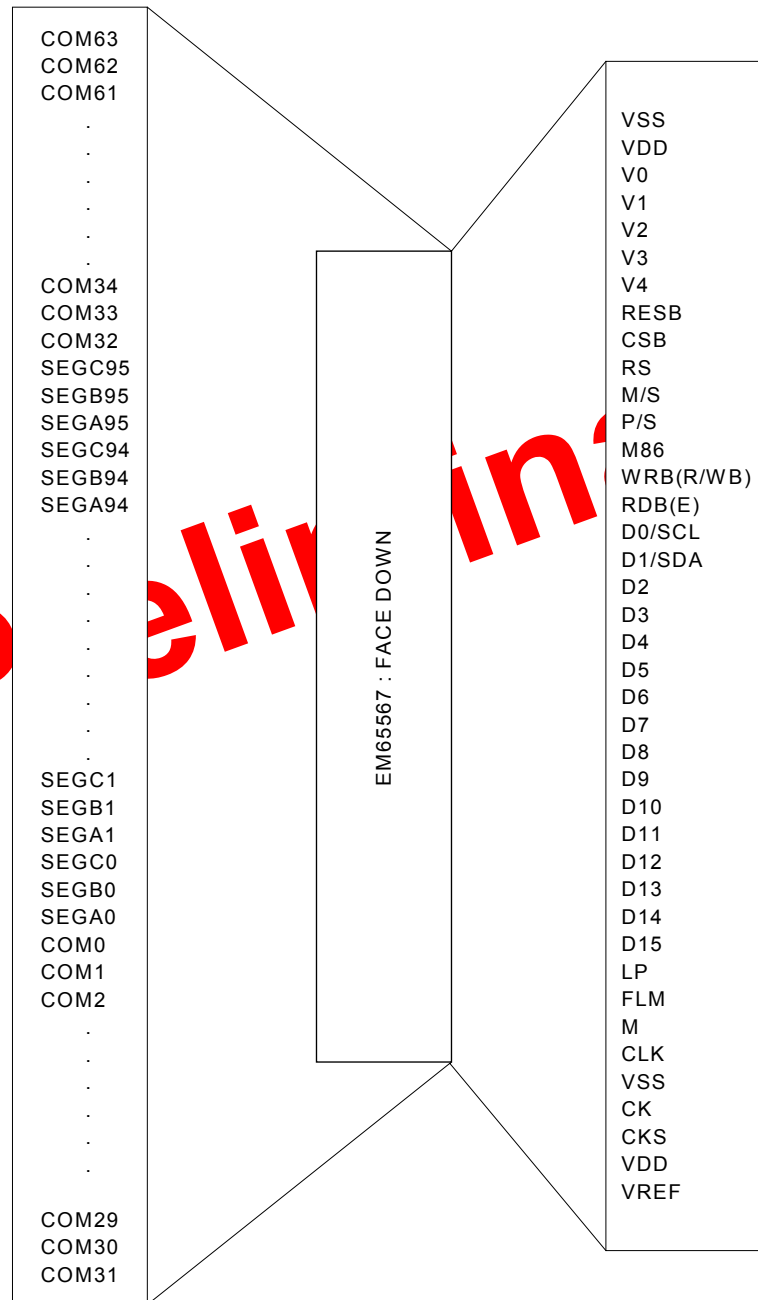 COM63
COM62
COM61
.
.
.
.
.
.
COM34
COM33
COM32
SEGC95
SEGB95
SEGA95
SEGC94
SEGB94
SEGA94
.
.
.
.
.
.
.
.
.
SEGC1
SEGB1
SEGA1
SEGC0
SEGB0
SEGA0
COM0
COM1
COM2
.
.
.
.
.
.
COM29
COM30
COM31
EM65567 : FACE DOWN
VSS
VDD
V0
V1
V2
V3
V4
RESB
CSB
RS
M/S
P/S
M86
WRB(R/WB)
RDB(E)
D0/SCL
D1/SDA
D2
D3
D4
D5
D6
D7
D8
D9
D10
D11
D12
D13
D14
D15
LP
FLM
M
CLK
VSS
CK
CKS
VDD
VREF